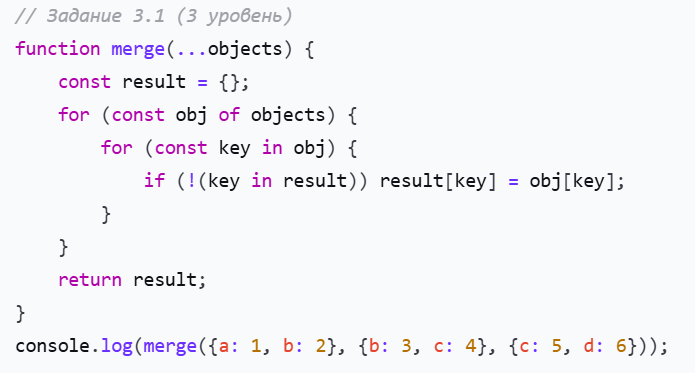 // Задание 3.1 (3 уровень)
function merge(...objects) {
    const result = {};
    for (const obj of objects) {
        for (const key in obj) {
            if (!(key in result)) result[key] = obj[key];
        }
    }
    return result;
}
console.log(merge({a: 1, b: 2}, {b: 3, c: 4}, {c: 5, d: 6}));